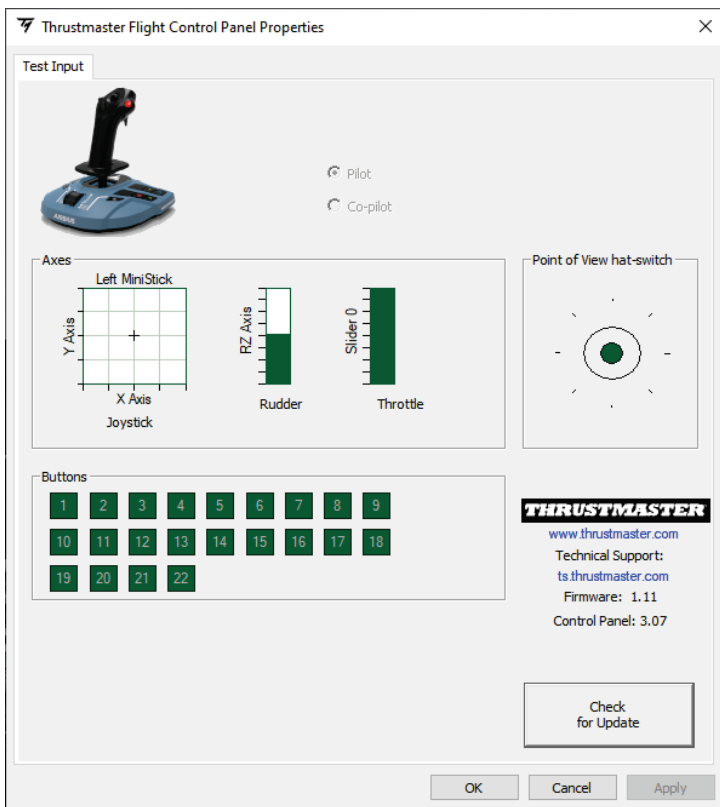 Thrustmaster Flight Control Panel Properties
Test Input
AIRBUS
Pilot
Co-pilot
Axes
Left MiniStick
Y Axis
X Axis
Joystick
RZ Axis
Rudder
Slider 0
Throttle
Point of View hat-switch
Buttons
1 2 3 4 5 6 7 8 9
10 11 12 13 14 15 16 17 18
19 20 21 22
THRUSTMASTER
www.thrustmaster.com
Technical Support:
ts.thrustmaster.com
Firmware: 1.11
Control Panel: 3.07
Check
for Update
OK Cancel Apply